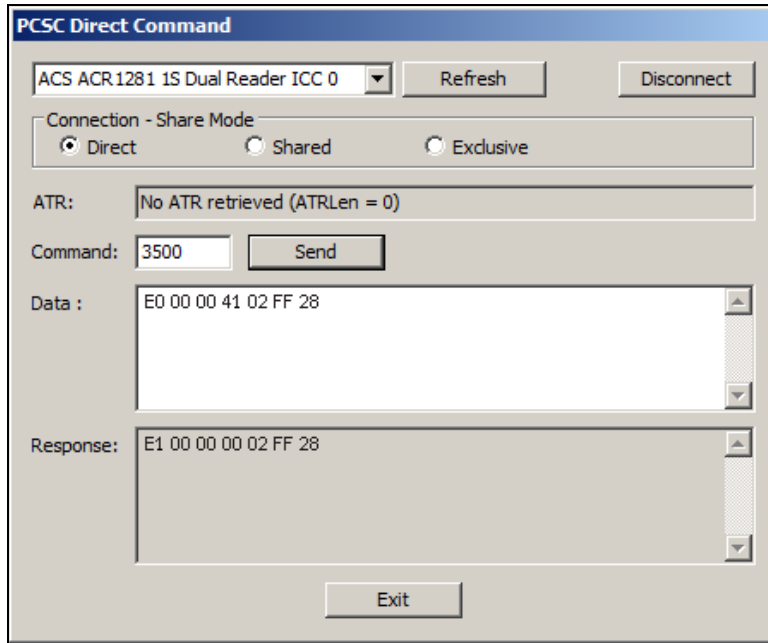 PCSC Direct Command
ACS ACR1281 1S Dual Reader ICC 0 Refresh Disconnect
Connection - Share Mode
Direct Shared Exclusive
ATR: No ATR retrieved (ATRLen = 0)
Command: 3500 Send
Data : E0 00 00 41 02 FF 28
Response: E1 00 00 00 02 FF 28
Exit